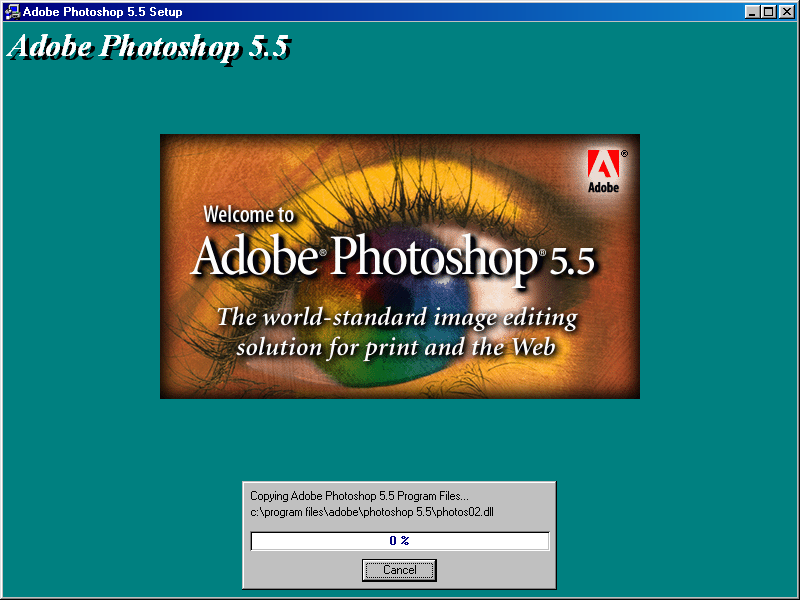 Adobe Photoshop 5.5 Setup
Adobe Photoshop 5.5
Adobe
Welcome to
Adobe® Photoshop® 5.5
The world-standard image editing
solution for print and the Web
Copying Adobe Photoshop 5.5 Program Files...
c:\program files\adobe\photoshop 5.5\photos02.dll
0 %
Cancel